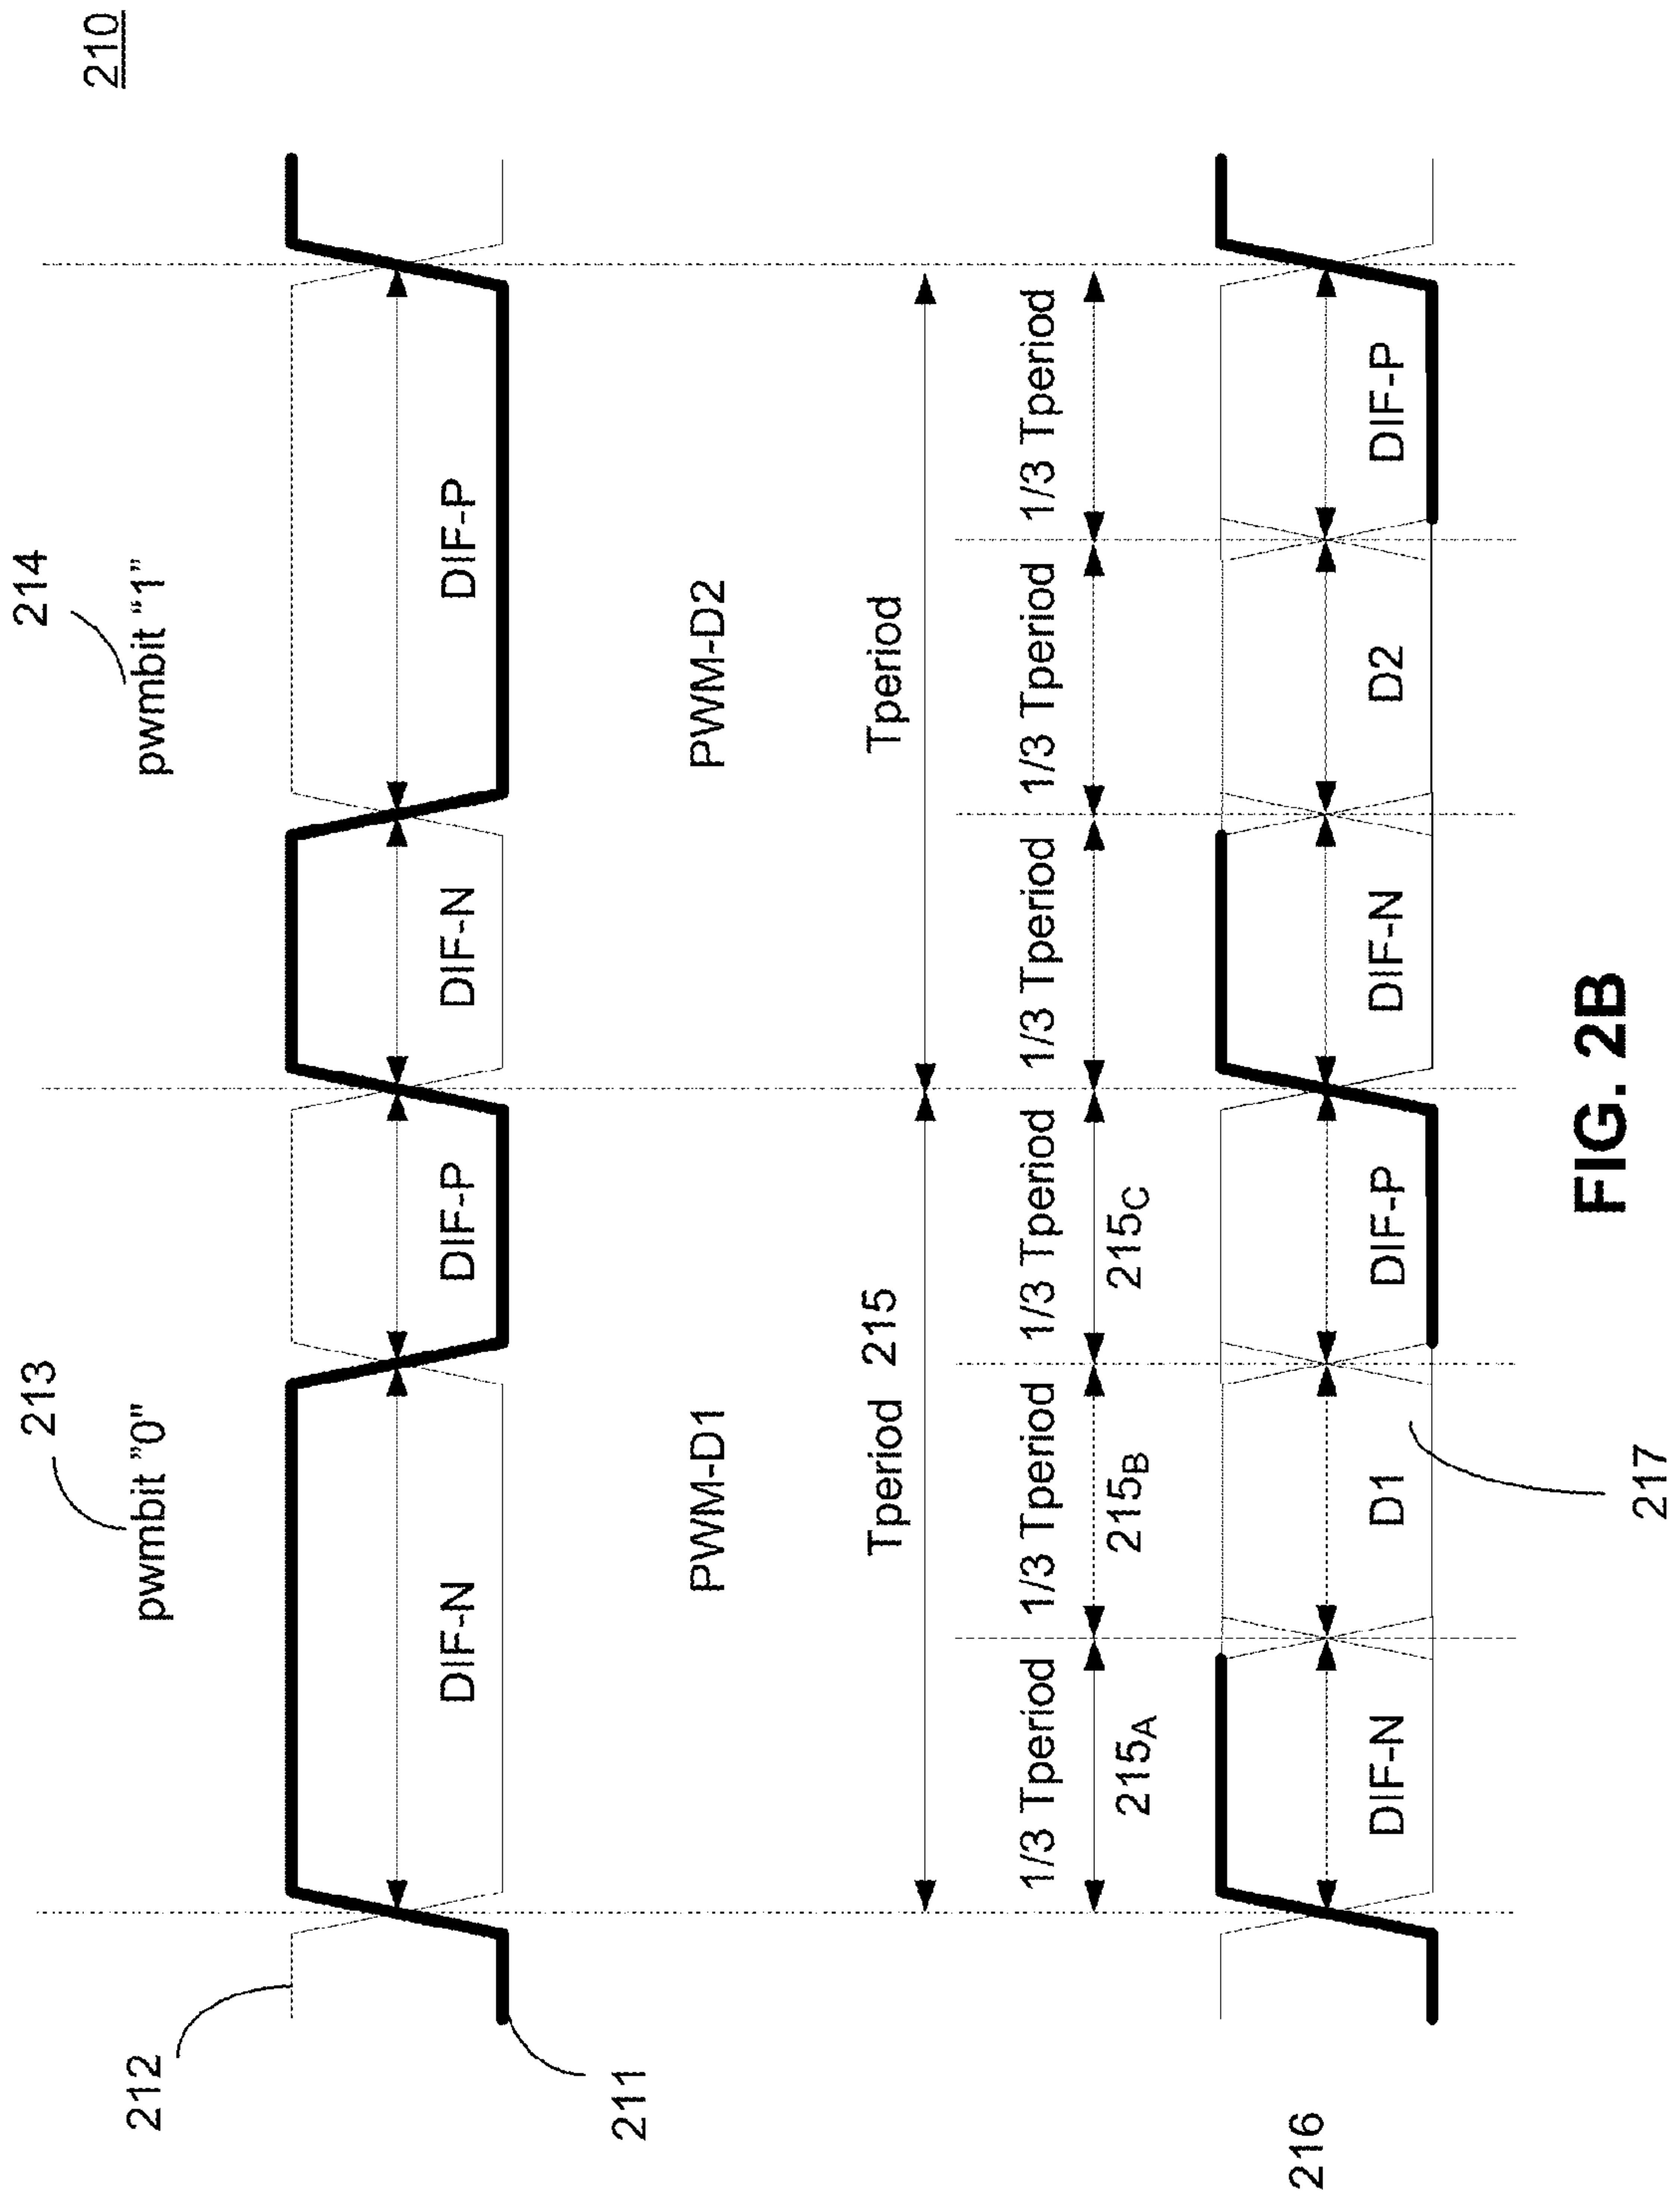 210
213
214
pwmbit ”0"
pwmbit “1”
212
DIF-N
DIF-P
DIF-N
DIF-P
211
PWM-D1
PWM-D2
Tperiod 215
Tperiod
1/3 Tperiod
1/3 Tperiod
1/3 Tperiod
1/3 Tperiod
1/3 Tperiod
1/3 Tperiod
215A
215B
215C
216
DIF-N
D1
DIF-P
DIF-N
D2
DIF-P
217
FIG. 2B